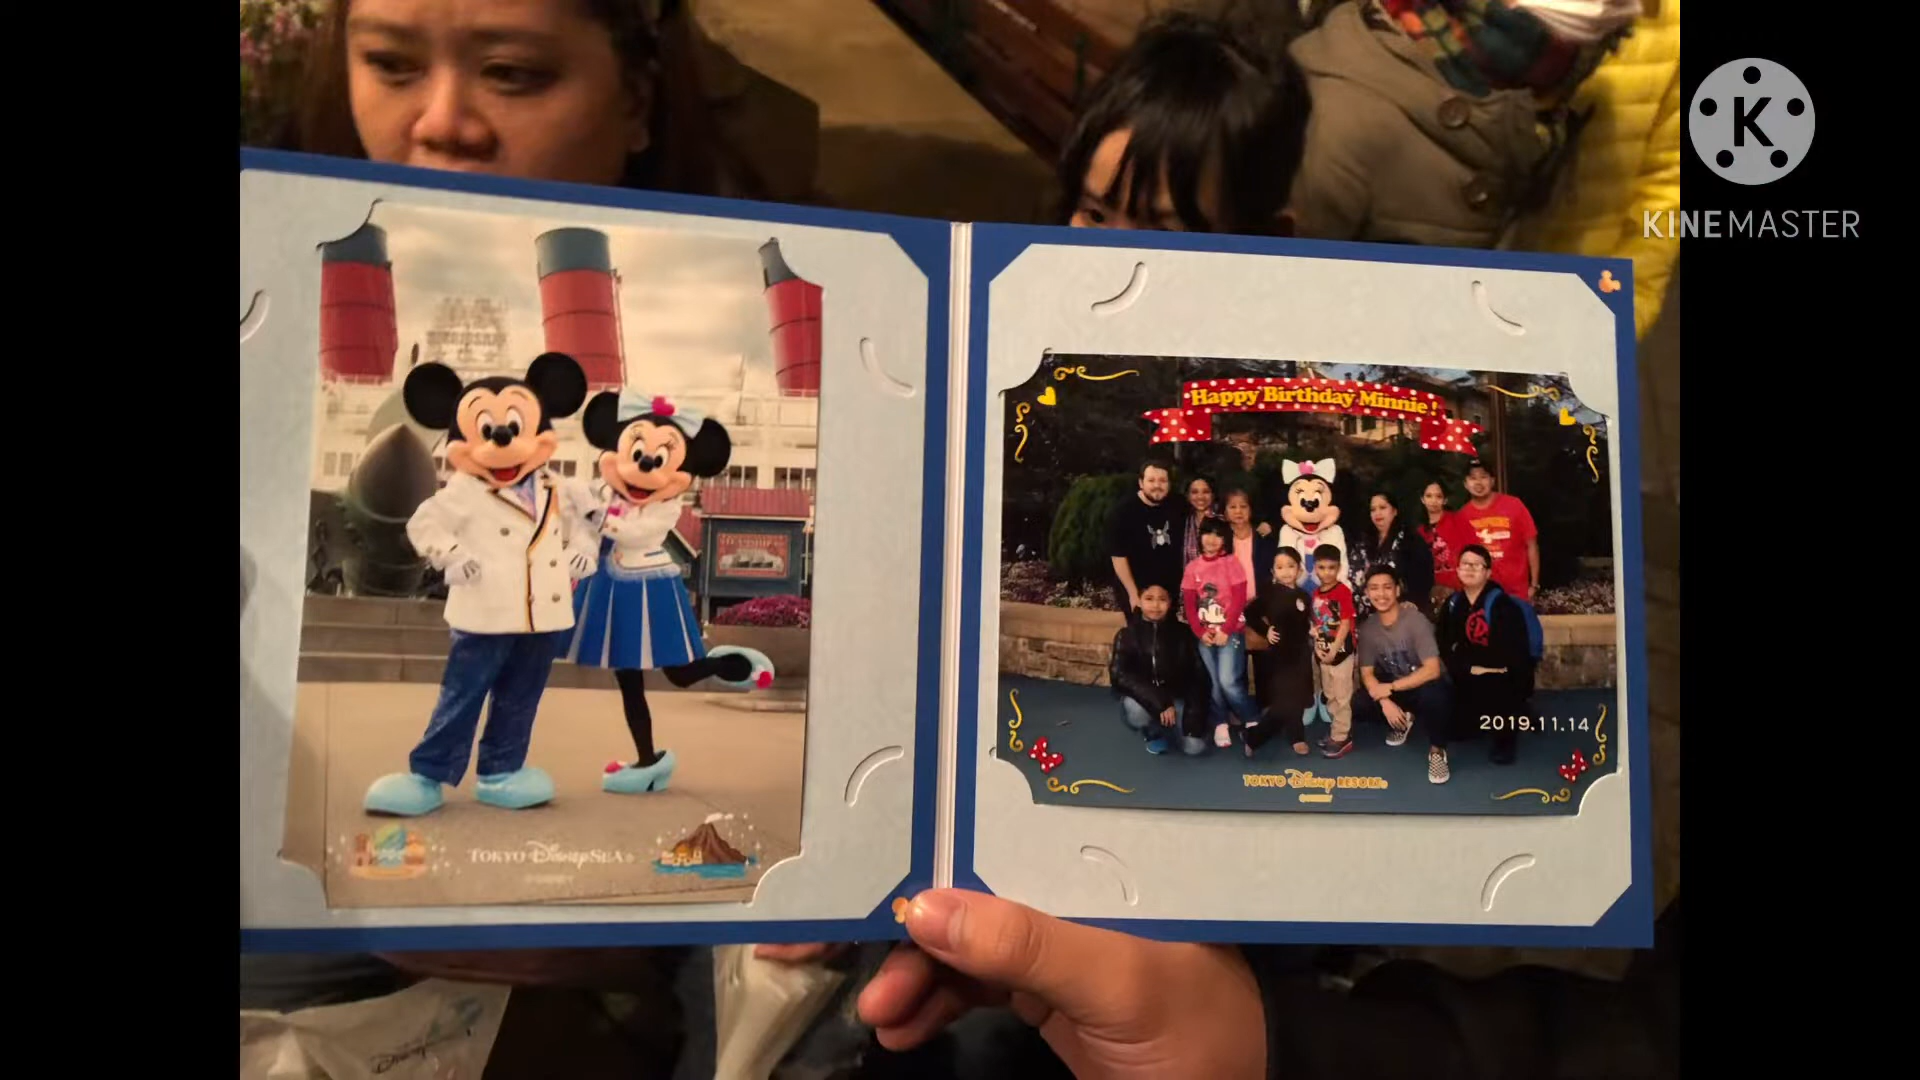 K
KINEMASTER
Happy Birthday Minnie!
2019.11.14
TOKYO Disney RESORT®
TOKYO DisneySEA®